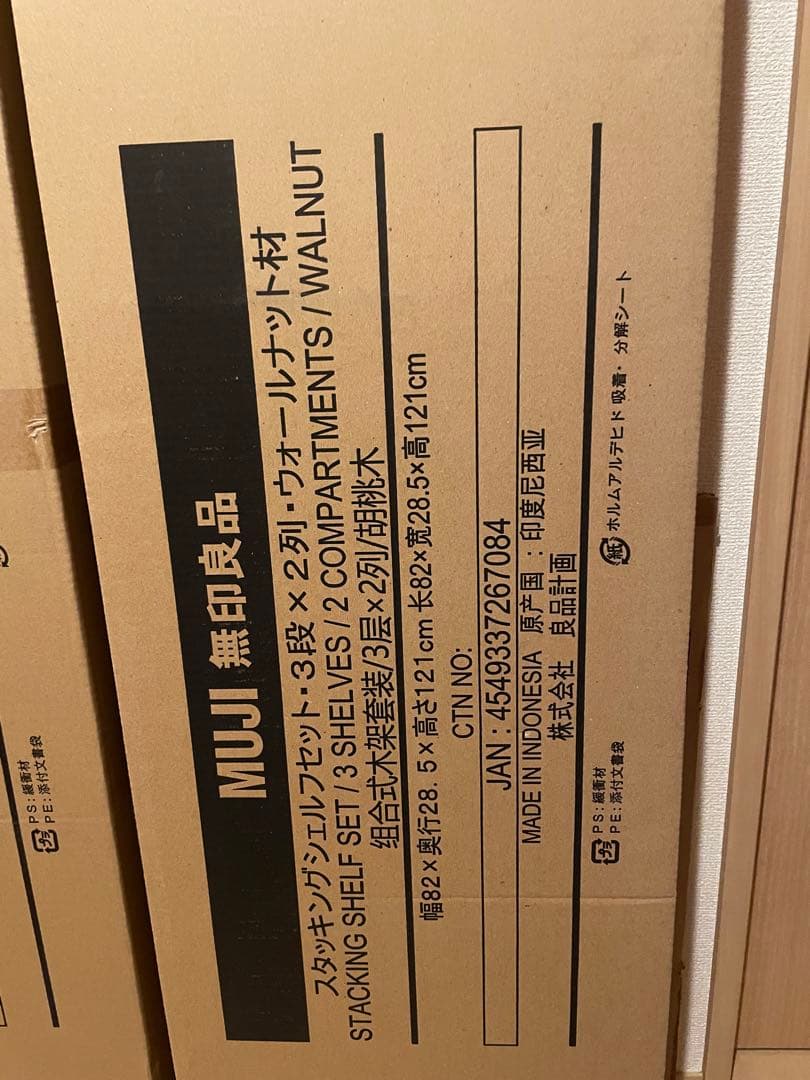 MUJI 無印良品
スタッキングシェルフセット・3段×2列・ウォールナット材
STACKING SHELF SET / 3 SHELVES / 2 COMPARTMENTS / WALNUT
组合式木架套装/3层×2列/胡桃木
幅82×奥行28.5×高さ121cm 长82×宽28.5×高121cm
CTN NO:
JAN : 4549337267084
MADE IN INDONESIA 原产国 : 印度尼西亚
株式会社 良品計画
プラ PS:緩衝材
PE:添付文書袋
紙 ホルムアルデヒド 吸着・分解シート
プラ PS:緩衝材
PE:添付文書袋